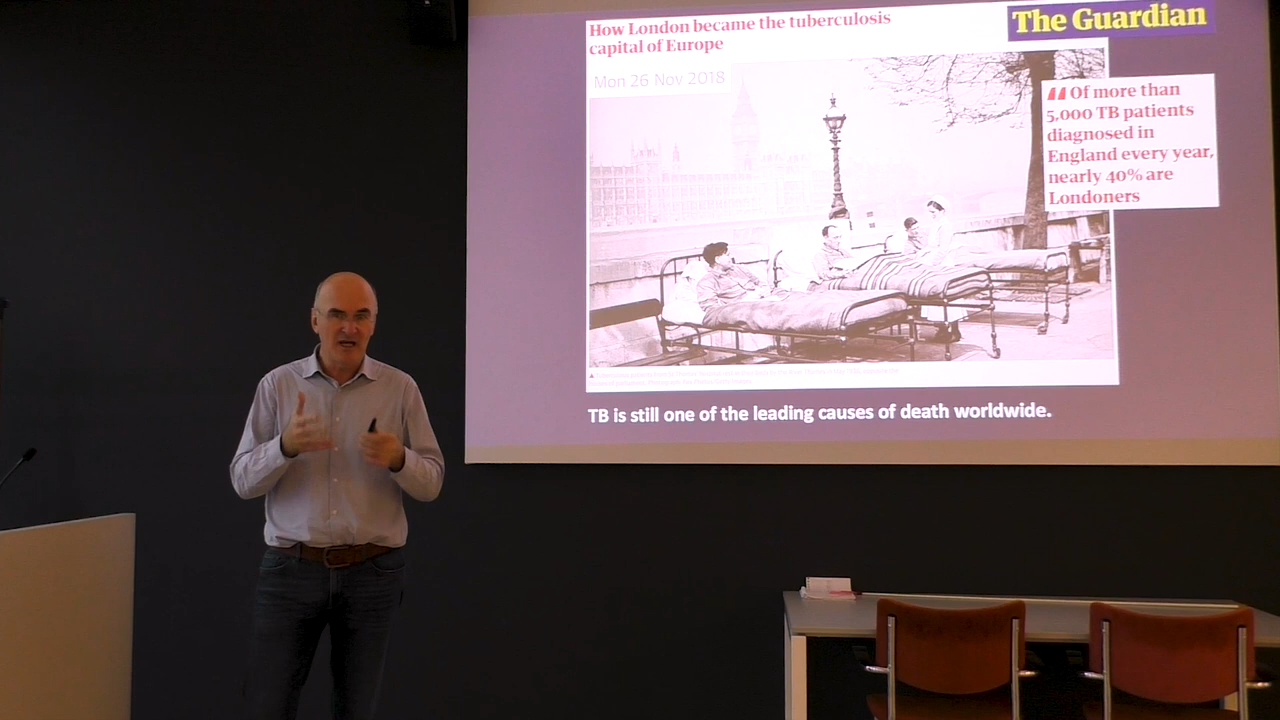 How London became the tuberculosis
capital of Europe
The Guardian
Mon 26 Nov 2018
Of more than
5,000 TB patients
diagnosed in
England every year,
nearly 40% are
Londoners
TB is still one of the leading causes of death worldwide.